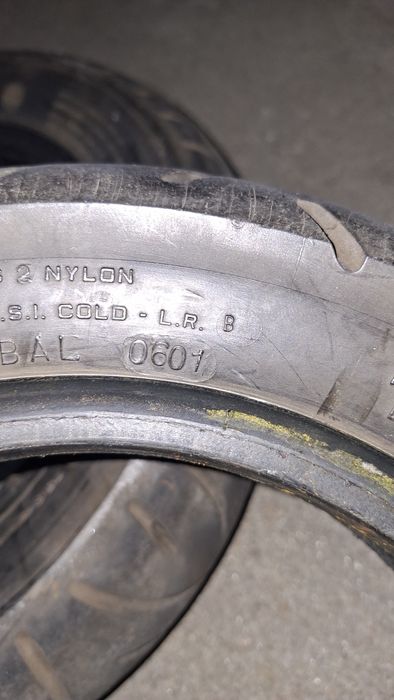 2 NYLON
.S.I. COLD - L.R. B
BAL 0601